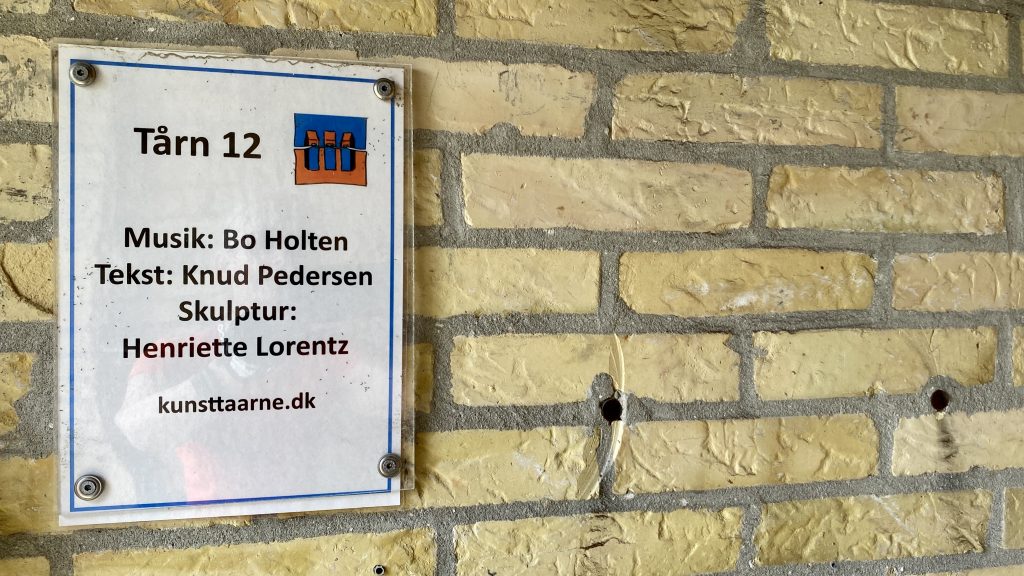 Tårn 12
Musik: Bo Holten
Tekst: Knud Pedersen
Skulptur:
Henriette Lorentz
kunsttaarne.dk